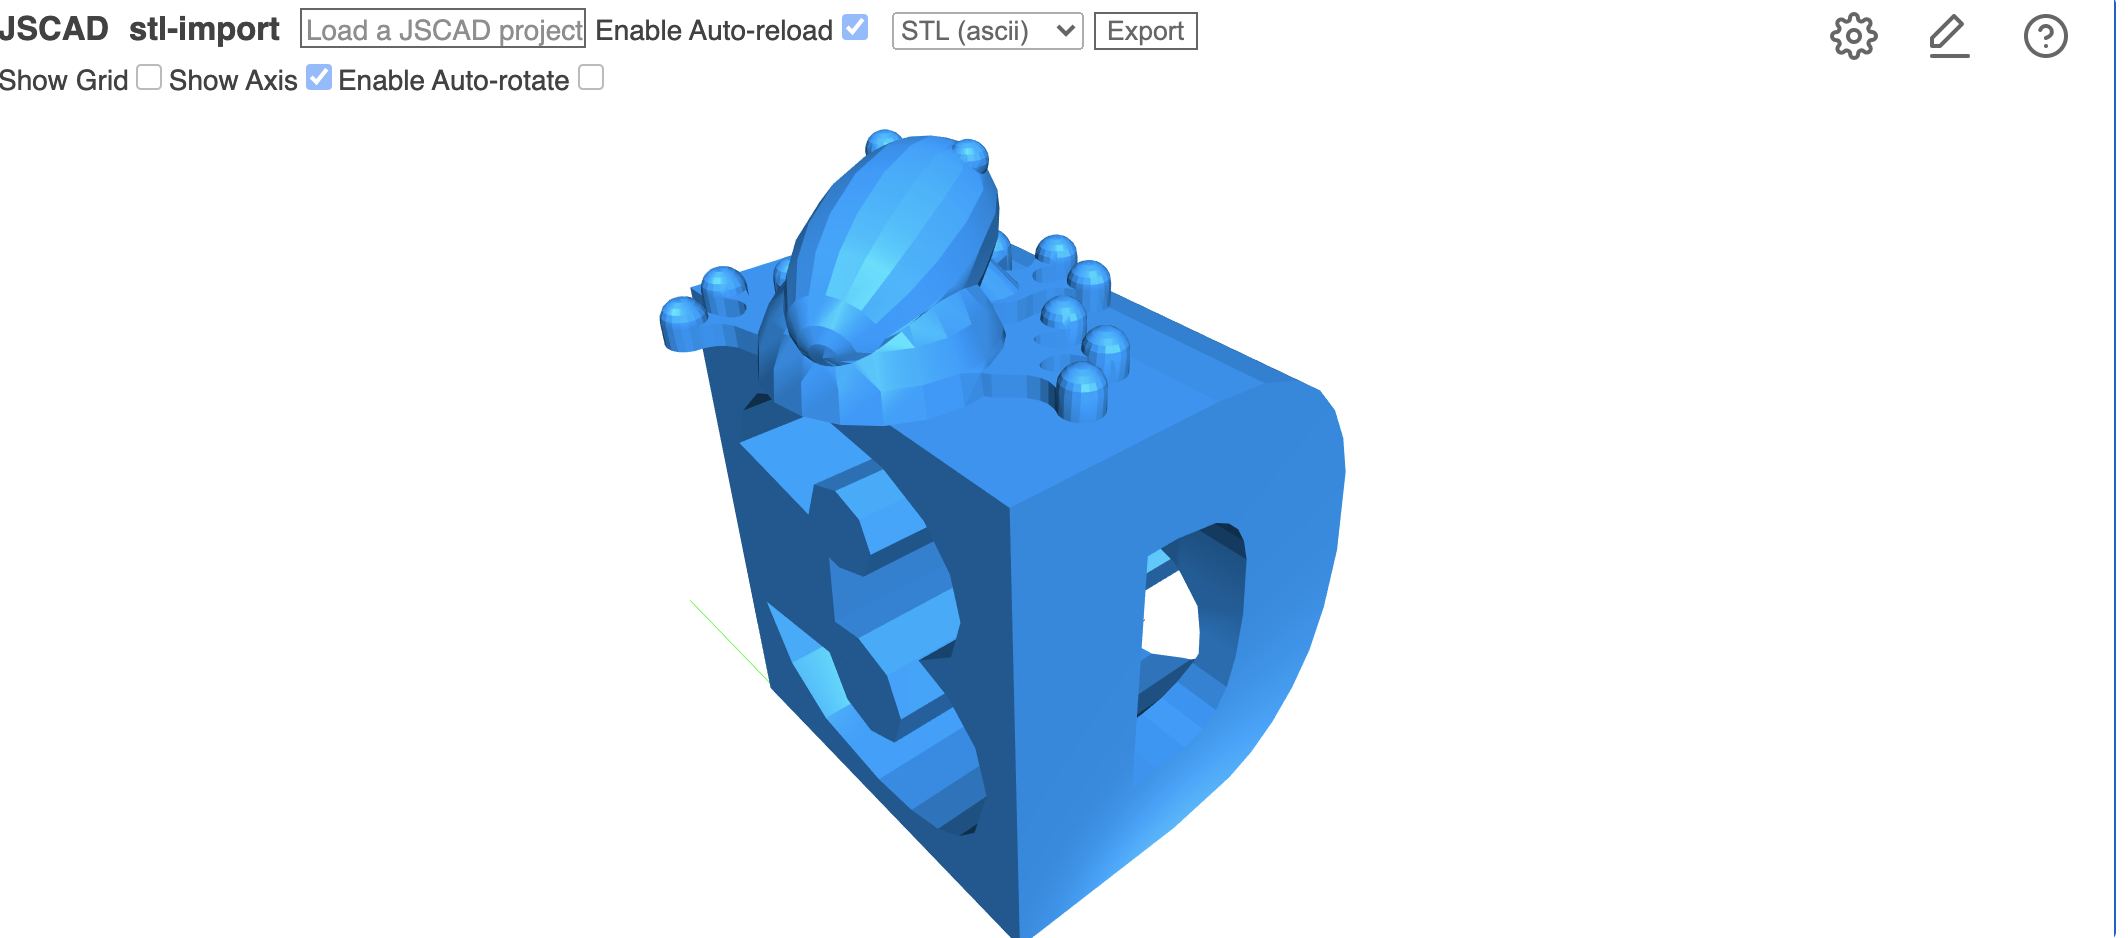 JSCAD stl-import Load a JSCAD project Enable Auto-reload STL (ascii) Export
Show Grid Show Axis Enable Auto-rotate
3
D